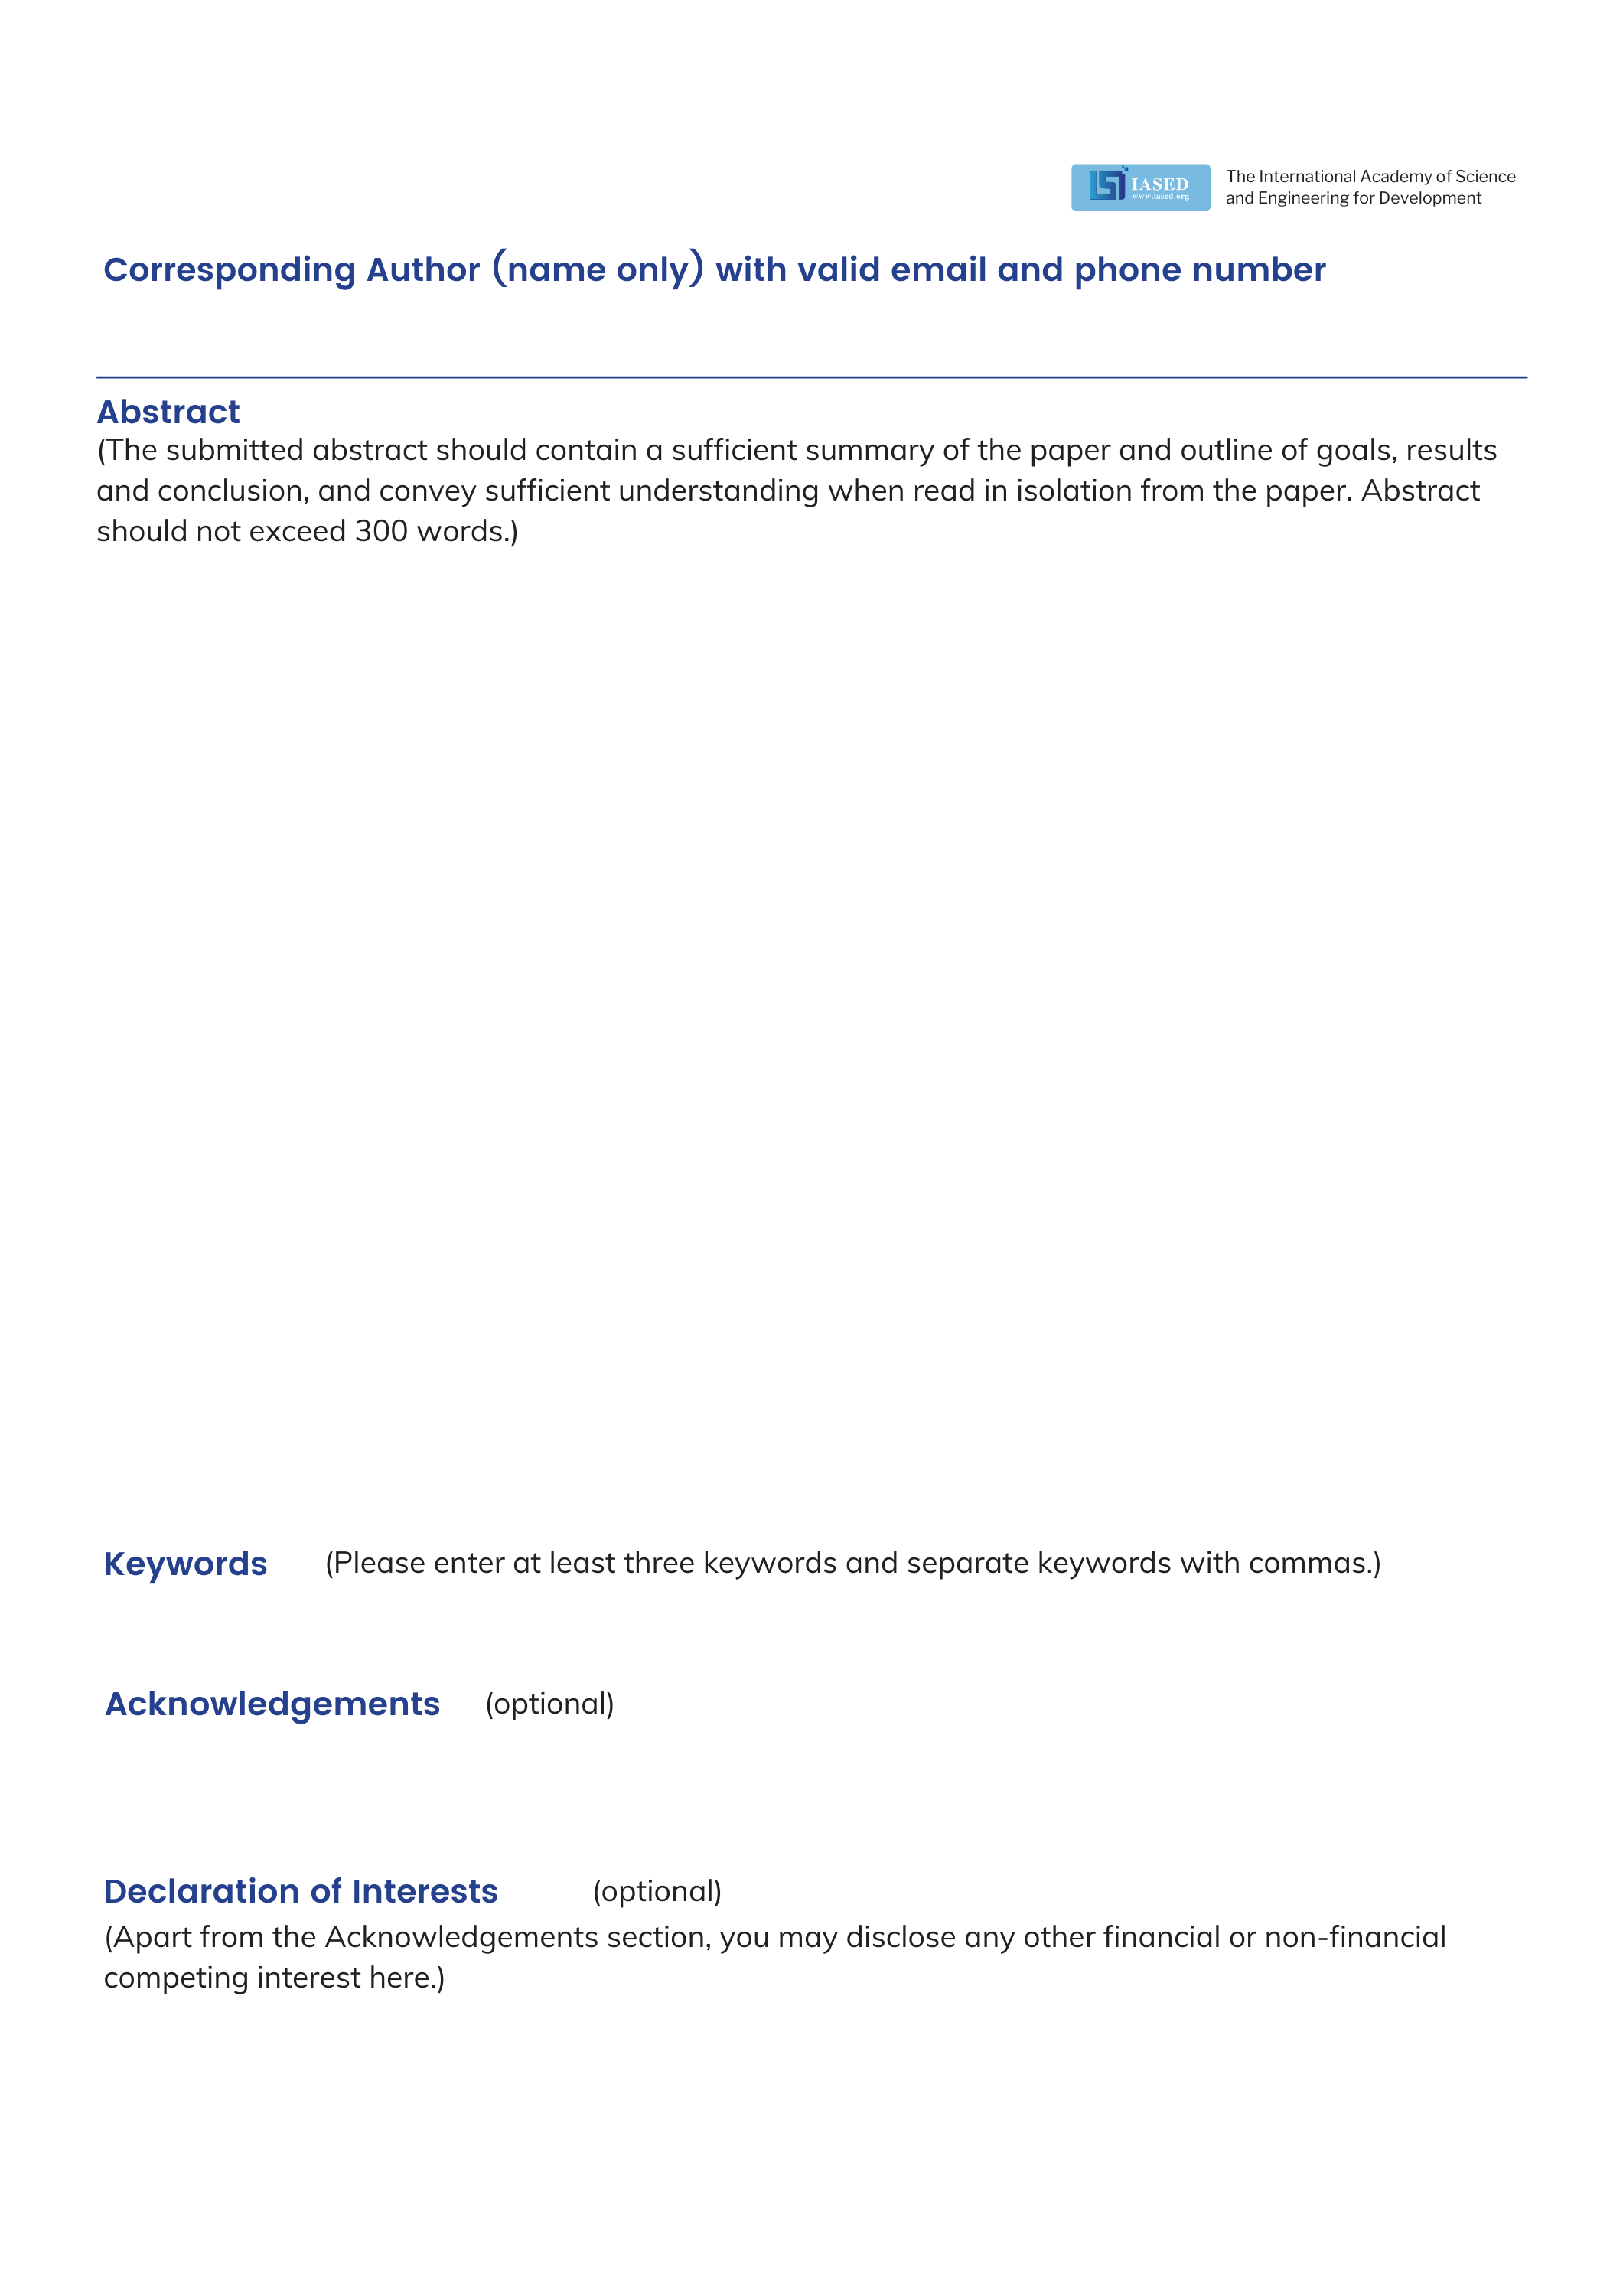 IASED
www.iased.org
The International Academy of Science
and Engineering for Development
Corresponding Author (name only) with valid email and phone number
Abstract
(The submitted abstract should contain a sufficient summary of the paper and outline of goals, results
and conclusion, and convey sufficient understanding when read in isolation from the paper. Abstract
should not exceed 300 words.)
Keywords (Please enter at least three keywords and separate keywords with commas.)
Acknowledgements (optional)
Declaration of Interests (optional)
(Apart from the Acknowledgements section, you may disclose any other financial or non-financial
competing interest here.)